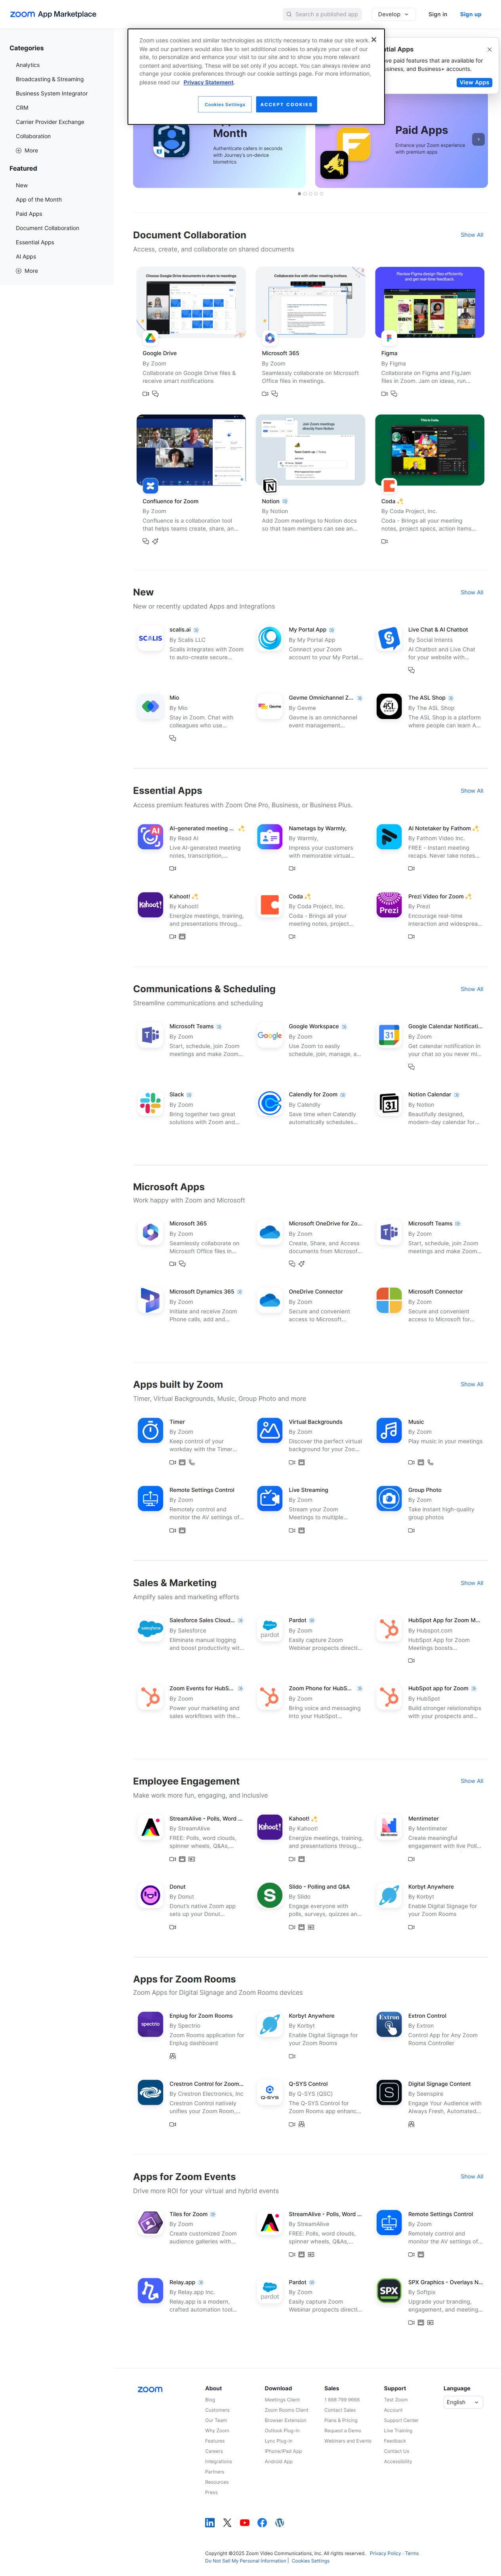 zoom App Marketplace
Search a published app
Develop
Sign in
Sign up
Categories
Analytics
Broadcasting & Streaming
Business System Integrator
CRM
Carrier Provider Exchange
Collaboration
More
Featured
New
App of the Month
Paid Apps
Document Collaboration
Essential Apps
AI Apps
More
Zoom uses cookies and similar technologies as strictly necessary to make our site work.
We and our partners would also like to set additional cookies to analyze your use of
our site, to personalize and enhance your visit to our site and to show you more relevant
content and advertising. These will be set only if you accept. You can always review and
change your cookie preferences through our cookie settings page. For more information,
please read our Privacy Statement.
Cookies Settings
ACCEPT COOKIES
View Apps
Month
Authenticate callers in seconds
with Journey's on-device
biometrics
Paid Apps
Enhance your Zoom experience
with premium apps
Document Collaboration
Show All
Access, create, and collaborate on shared documents
Choose Google Drive documents to share to meetings
Google Drive
By Zoom
Collaborate on Google Drive files &
receive smart notifications
Microsoft 365
By Zoom
Seamlessly collaborate on Microsoft
Office files in meetings.
Figma
By Figma
Collaborate on Figma and FigJam
files in Zoom. Jam on ideas, run...
Confluence for Zoom
By Zoom
Confluence is a collaboration tool
that helps teams create, share, an...
Join Zoom meetings
directly from Notion
Notion
By Notion
Add Zoom meetings to Notion docs
so that team members can see an...
This is Coda
Coda
By Coda Project, Inc.
Coda - Brings all your meeting
notes, project specs, action items...
New
Show All
New or recently updated Apps and Integrations
SCALIS
scalis.ai
By Scalis LLC
Scalis integrates with Zoom
to auto-create secure...
My Portal App
By My Portal App
Connect your Zoom
account to your My Portal...
Live Chat & AI Chatbot
By Social Intents
AI Chatbot and Live Chat
for your website with...
Mio
By Mio
Stay in Zoom. Chat with
colleagues who use...
Gevme
Gevme Omnichannel Z...
By Gevme
Gevme is an omnichannel
event management...
The ASL Shop
By The ASL Shop
The ASL Shop is a platform
where people can learn A...
Essential Apps
Show All
Access premium features with Zoom One Pro, Business, or Business Plus.
AI-generated meeting ...
By Read AI
Live AI-generated meeting
notes, transcription,...
Nametags by Warmly,
By Warmly,
Impress your customers
with memorable virtual...
AI Notetaker by Fathom
By Fathom Video Inc.
FREE - Instant meeting
recaps. Never take notes...
Kahoot!
Kahoot!
By Kahoot!
Energize meetings, training,
and presentations throug...
Coda
By Coda Project, Inc.
Coda - Brings all your
meeting notes, project...
Prezi
Prezi Video for Zoom
By Prezi
Encourage real-time
interaction and widesprea...
Communications & Scheduling
Show All
Streamline communications and scheduling
Microsoft Teams
By Zoom
Start, schedule, join Zoom
meetings and make Zoom...
Google
Google Workspace
By Zoom
Use Zoom to easily
schedule, join, manage, a...
31
Google Calendar Notificati...
By Zoom
Get calendar notification in
your chat so you never mi...
Slack
By Zoom
Bring together two great
solutions with Zoom and...
Calendly for Zoom
By Calendly
Save time when Calendly
automatically schedules...
31
Notion Calendar
By Notion
Beautifully designed,
modern-day calendar for...
Microsoft Apps
Work happy with Zoom and Microsoft
Microsoft 365
By Zoom
Seamlessly collaborate on
Microsoft Office files in...
Microsoft OneDrive for Zo...
By Zoom
Create, Share, and Access
documents from Microsof...
Microsoft Teams
By Zoom
Start, schedule, join Zoom
meetings and make Zoom...
Microsoft Dynamics 365
By Zoom
Initiate and receive Zoom
Phone calls, add and...
OneDrive Connector
By Zoom
Secure and convenient
access to Microsoft...
Microsoft Connector
By Zoom
Secure and convenient
access to Microsoft for...
Apps built by Zoom
Show All
Timer, Virtual Backgrounds, Music, Group Photo and more
Timer
By Zoom
Keep control of your
workday with the Timer...
Virtual Backgrounds
By Zoom
Discover the perfect virtual
background for your Zoo...
Music
By Zoom
Play music in your meetings
Remote Settings Control
By Zoom
Remotely control and
monitor the AV settings of...
Live Streaming
By Zoom
Stream your Zoom
Meetings to multiple...
Group Photo
By Zoom
Take instant high-quality
group photos
Sales & Marketing
Show All
Amplify sales and marketing efforts
salesforce
Salesforce Sales Cloud...
By Salesforce
Eliminate manual logging
and boost productivity wit...
pardot
Pardot
By Zoom
Easily capture Zoom
Webinar prospects directi...
HubSpot App for Zoom M...
By Hubspot.com
HubSpot App for Zoom
Meetings boosts...
Zoom Events for HubS...
By Zoom
Power your marketing and
sales workflows with the...
Zoom Phone for HubS...
By Zoom
Bring voice and messaging
into your HubSpot...
HubSpot app for Zoom
By HubSpot
Build stronger relationships
with your prospects and...
Employee Engagement
Show All
Make work more fun, engaging, and inclusive
StreamAlive - Polls, Word ...
By StreamAlive
FREE: Polls, word clouds,
spinner wheels, Q&As,...
Kahoot!
Kahoot!
By Kahoot!
Energize meetings, training,
and presentations throug...
Mentimeter
Mentimeter
By Mentimeter
Create meaningful
engagement with live Poll...
Donut
By Donut
Donut's native Zoom app
sets up your Donut...
Slido - Polling and Q&A
By Slido
Engage everyone with
polls, surveys, quizzes an...
Korbyt Anywhere
By Korbyt
Enable Digital Signage for
your Zoom Rooms
Apps for Zoom Rooms
Zoom Apps for Digital Signage and Zoom Rooms devices
spectrio
Enplug for Zoom Rooms
By Spectrio
Zoom Rooms application for
Enplug dashboard
Korbyt Anywhere
By Korbyt
Enable Digital Signage for
your Zoom Rooms
Extron
Extron Control
By Extron
Control App for Any Zoom
Rooms Controller
Crestron Control for Zoom...
By Crestron Electronics, Inc
Crestron Control natively
unifies your Zoom Room,...
Q-SYS
Q-SYS Control
By Q-SYS (QSC)
The Q-SYS Control for
Zoom Rooms app enhanc...
Digital Signage Content
By Seenspire
Engage Your Audience with
Always Fresh, Automated...
Apps for Zoom Events
Show All
Drive more ROI for your virtual and hybrid events
Tiles for Zoom
By Zoom
Create customized Zoom
audience galleries with...
StreamAlive - Polls, Word ...
By StreamAlive
FREE: Polls, word clouds,
spinner wheels, Q&As,...
Remote Settings Control
By Zoom
Remotely control and
monitor the AV settings of...
Relay.app
By Relay.app Inc.
Relay.app is a modern,
crafted automation tool...
pardot
Pardot
By Zoom
Easily capture Zoom
Webinar prospects directi...
SPX
SPX Graphics - Overlays N...
By Softpix
Upgrade your branding,
engagement, and meeting...
zoom
About
Blog
Customers
Our Team
Why Zoom
Features
Careers
Integrations
Partners
Resources
Press
Download
Meetings Client
Zoom Rooms Client
Browser Extension
Outlook Plug-in
Lync Plug-in
iPhone/iPad App
Android App
Sales
1 888 799 9666
Contact Sales
Plans & Pricing
Request a Demo
Webinars and Events
Support
Test Zoom
Account
Support Center
Live Training
Feedback
Contact Us
Accessibility
Language
English
Copyright ©2025 Zoom Video Communications, Inc. All rights reserved. Privacy Policy · Terms
Do Not Sell My Personal Information | Cookies Settings